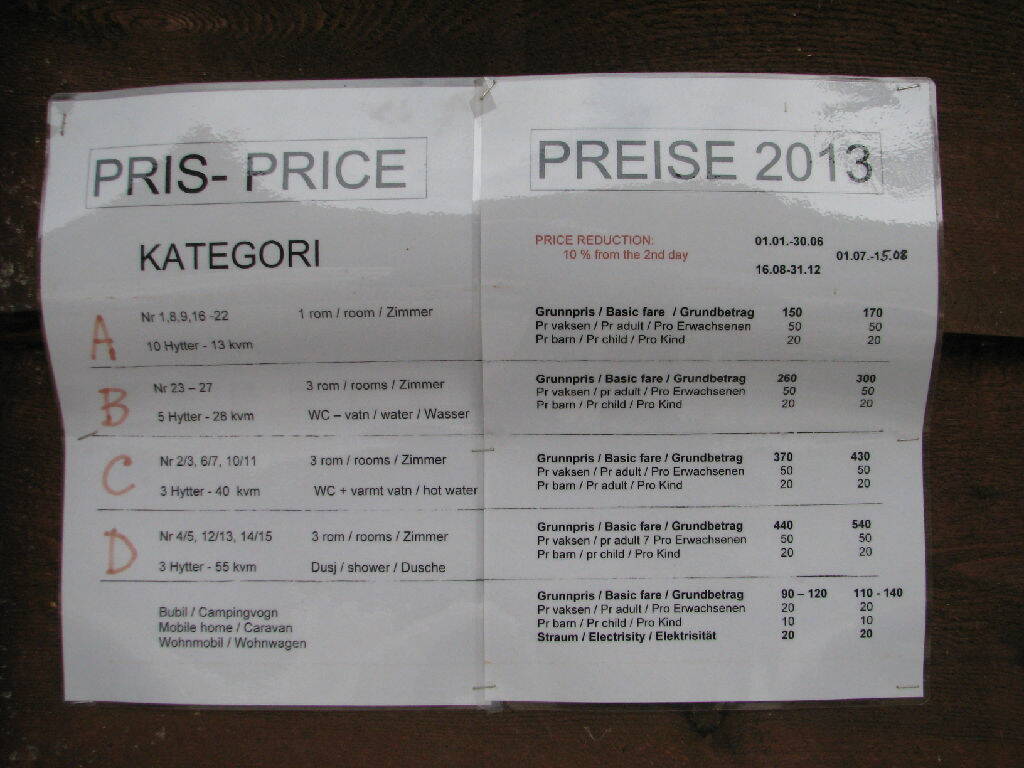 PRIS- PRICE
PREISE 2013
KATEGORI
PRICE REDUCTION: 01.01.-30.06
10 % from the 2nd day 01.07.-15.08
16.08-31.12
A
Nr 1,8,9,16 -22 1 rom / room / Zimmer
10 Hytter - 13 kvm
Grunnpris / Basic fare / Grundbetrag 150 170
Pr vaksen / Pr adult / Pro Erwachsenen 50 50
Pr barn / Pr child / Pro Kind 20 20
B
Nr 23 – 27 3 rom / rooms / Zimmer
5 Hytter - 28 kvm WC – vatn / water / Wasser
Grunnpris / Basic fare / Grundbetrag 260 300
Pr vaksen / pr adult / Pro Erwachsenen 50 50
Pr barn / Pr child / Pro Kind 20 20
C
Nr 2/3, 6/7, 10/11 3 rom / rooms / Zimmer
3 Hytter - 40 kvm WC + varmt vatn / hot water
Grunnpris / Basic fare / Grundbetrag 370 430
Pr vaksen / Pr adult / Pro Erwachsenen 50 50
Pr barn / Pr adult / Pro Kind 20 20
D
Nr 4/5, 12/13, 14/15 3 rom / rooms / Zimmer
3 Hytter - 55 kvm Dusj / shower / Dusche
Grunnpris / Basic fare / Grundbetrag 440 540
Pr vaksen / pr adult 7 Pro Erwachsenen 50 50
Pr barn / pr child / Pro Kind 20 20
Bubil / Campingvogn
Mobile home / Caravan
Wohnmobil / Wohnwagen
Grunnpris / Basic fare / Grundbetrag 90 – 120 110 - 140
Pr vaksen / Pr adult / Pro Erwachsenen 20 20
Pr barn / Pr child / Pro Kind 10 10
Straum / Electrisity / Elektrisität 20 20